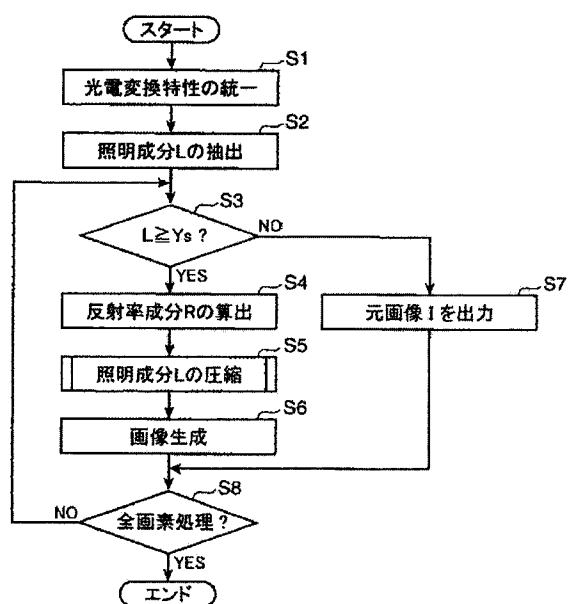 スタート
S1
光電変換特性の統一
S2
照明成分Lの抽出
S3
L≧Ys?
NO
YES
S4
反射率成分Rの算出
S7
元画像Iを出力
S5
照明成分Lの圧縮
S6
画像生成
S8
全画素処理?
NO
YES
エンド